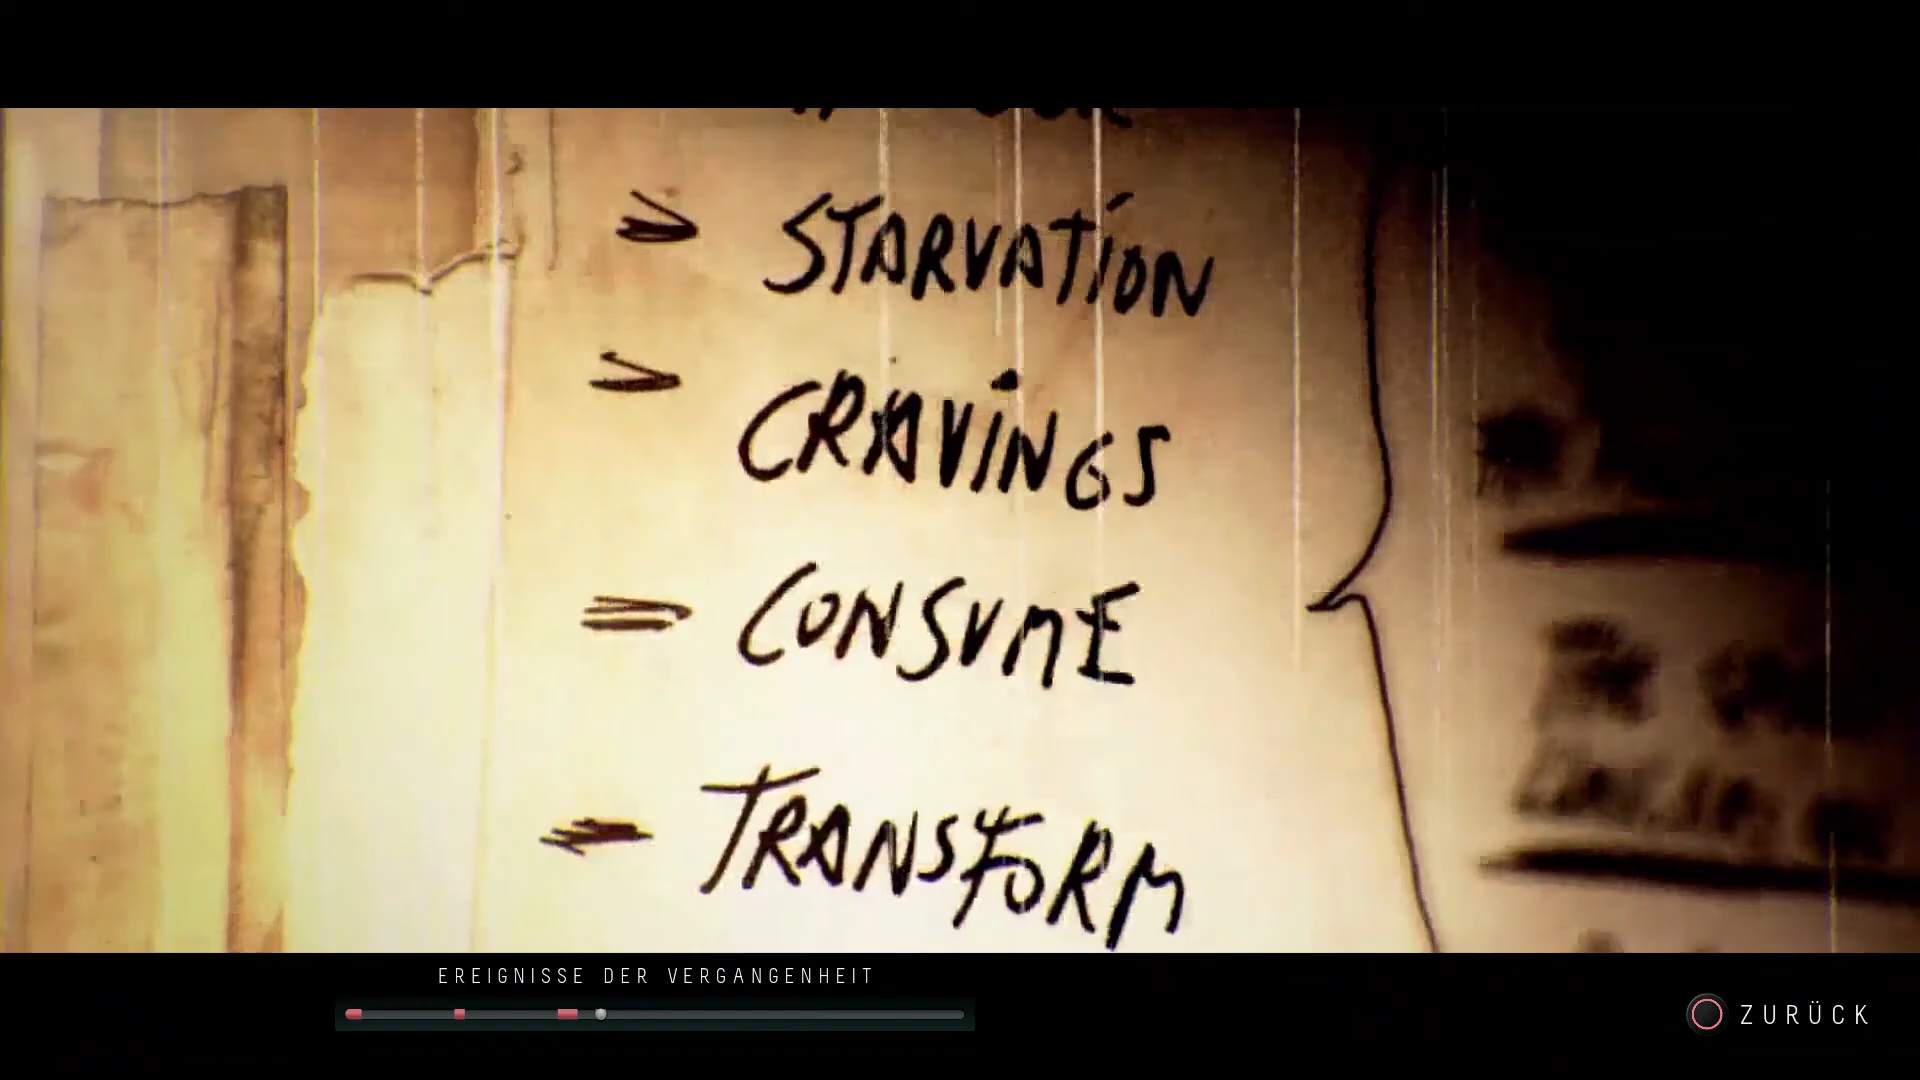 STARVATION
CRAVINGS
CONSUME
TRANSFORM
EREIGNISSE DER VERGANGENHEIT
ZURÜCK